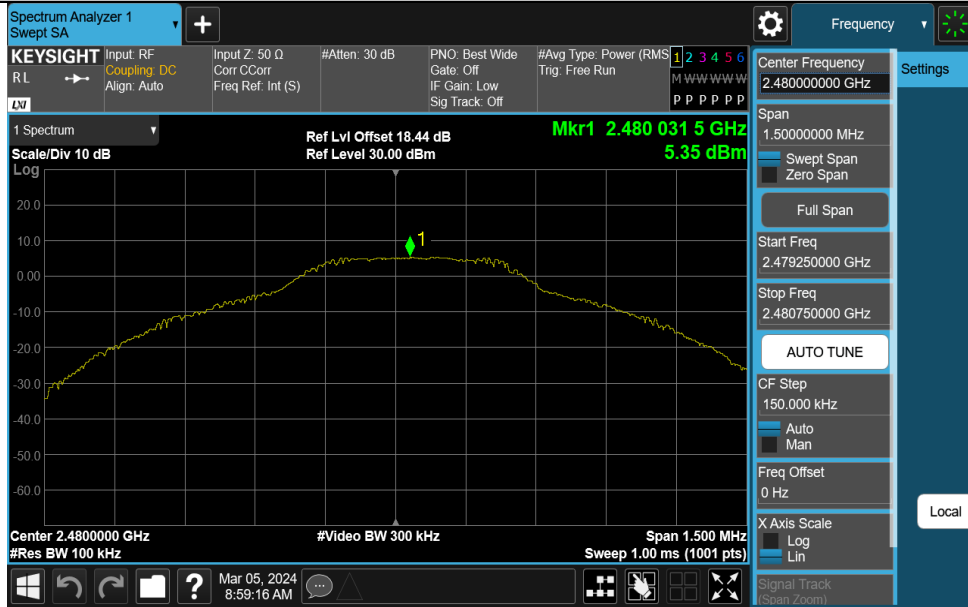 Spectrum Analyzer 1
Swept SA
+
Frequency
KEYSIGHT
R L
LXI
Input: RF
Coupling: DC
Align: Auto
Input Z: 50 Ω
Corr CCorr
Freq Ref: Int (S)
#Atten: 30 dB
PNO: Best Wide
Gate: Off
IF Gain: Low
Sig Track: Off
#Avg Type: Power (RMS
Trig: Free Run
1 2 3 4 5 6
M W W W W W
P P P P P P
1 Spectrum
Scale/Div 10 dB
Ref Lvl Offset 18.44 dB
Ref Level 30.00 dBm
Mkr1 2.480 031 5 GHz
5.35 dBm
Log
20.0
10.0
0.00
-10.0
-20.0
-30.0
-40.0
-50.0
-60.0
1
Center 2.4800000 GHz
#Res BW 100 kHz
#Video BW 300 kHz
Span 1.500 MHz
Sweep 1.00 ms (1001 pts)
Mar 05, 2024
8:59:16 AM
?
Center Frequency
2.480000000 GHz
Settings
Span
1.50000000 MHz
Swept Span
Zero Span
Full Span
Start Freq
2.479250000 GHz
Stop Freq
2.480750000 GHz
AUTO TUNE
CF Step
150.000 kHz
Auto
Man
Freq Offset
0 Hz
Local
X Axis Scale
Log
Lin
Signal Track
(Span Zoom)